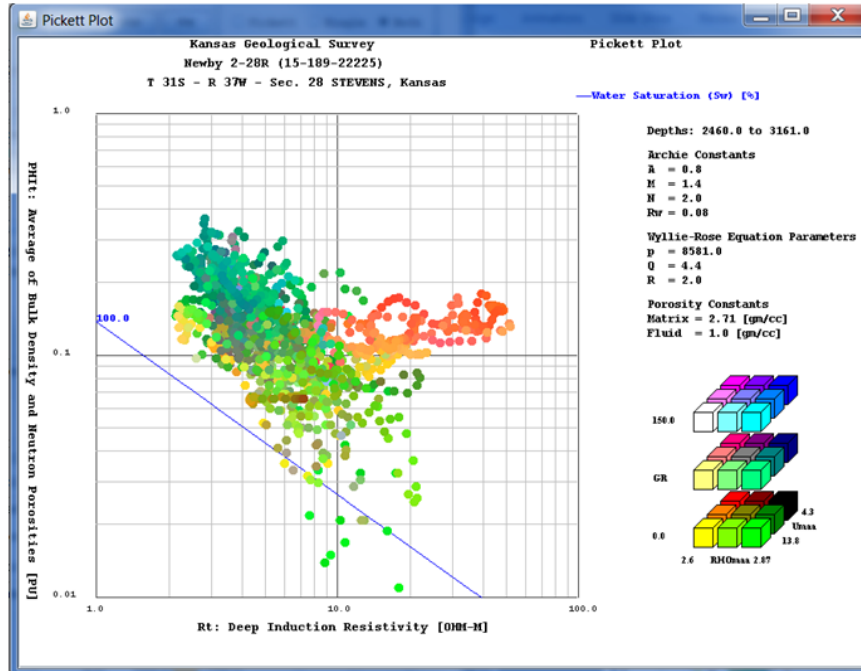 Pickett Plot
Kansas Geological Survey
Newby 2-28R (15-189-22225)
T 31S - R 37W - Sec. 28 STEVENS, Kansas
Pickett Plot
Water Saturation (Sw) [%]
Depths: 2460.0 to 3161.0
Archie Constants
A = 0.8
M = 1.4
N = 2.0
Rw = 0.08
Wyllie-Rose Equation Parameters
p = 8581.0
Q = 4.4
R = 2.0
Porosity Constants
Matrix = 2.71 [gm/cc]
Fluid = 1.0 [gm/cc]
1.0
100.0
0.1
0.01
PHIt: Average of Bulk Density and Neutron Porosities [PU]
1.0
10.0
100.0
Rt: Deep Induction Resistivity [OHM-M]
150.0
GR
0.0
4.3
Umaa
13.8
2.6
RHOmaa
2.87